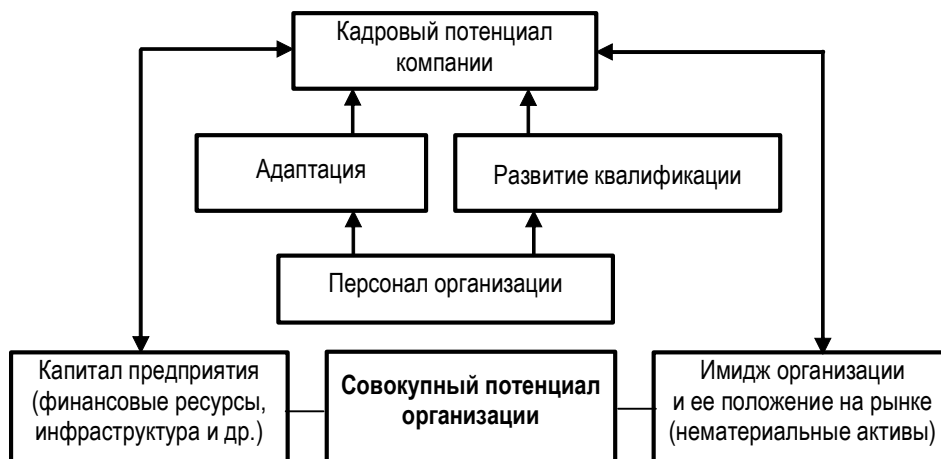 Кадровый потенциал
компании
Адаптация
Развитие квалификации
Персонал организации
Капитал предприятия
(финансовые ресурсы,
инфраструктура и др.)
Совокупный потенциал
организации
Имидж организации
и ее положение на рынке
(нематериальные активы)